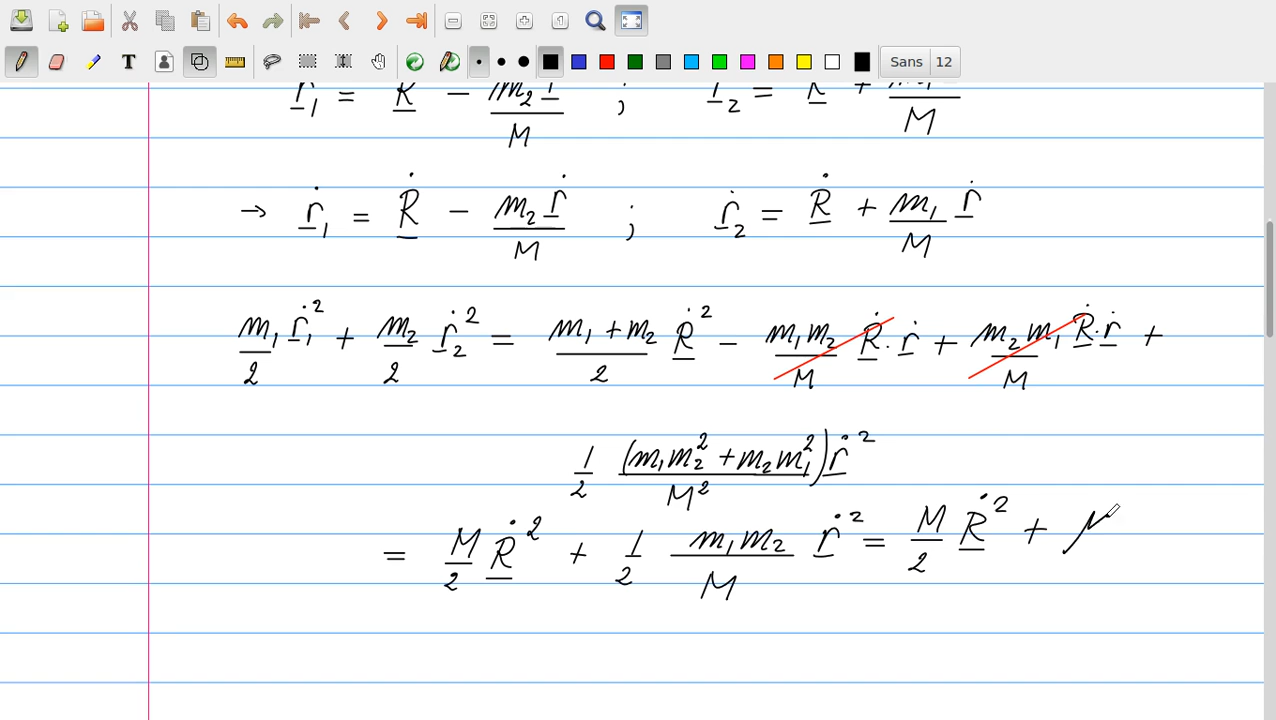 T Sans 12
r₁ = R − m₂ r / M ; r₂ = R + m₁ / M
→ ṙ₁ = Ṙ − m₂ ṙ / M ; ṙ₂ = Ṙ + m₁ / M ṙ
m₁/2 ṙ₁² + m₂/2 ṙ₂² = m₁ + m₂ / 2 Ṙ² − m₁m₂ / M Ṙ · ṙ + m₂m₁ / M Ṙ · ṙ +
1/2 (m₁m₂² + m₂m₁²) / M² ṙ²
= M/2 Ṙ² + 1/2 m₁m₂ / M ṙ² = M/2 Ṙ² + μ